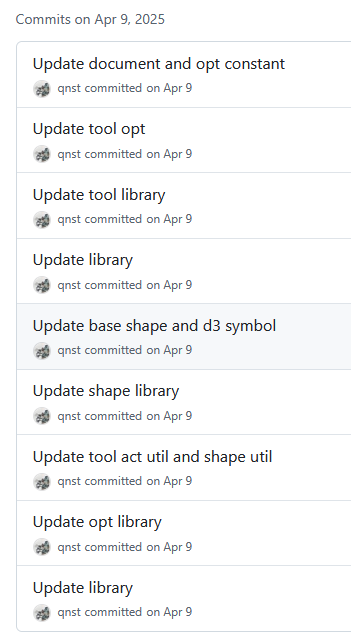 Commits on Apr 9, 2025
Update document and opt constant
qnst committed on Apr 9
Update tool opt
qnst committed on Apr 9
Update tool library
qnst committed on Apr 9
Update library
qnst committed on Apr 9
Update base shape and d3 symbol
qnst committed on Apr 9
Update shape library
qnst committed on Apr 9
Update tool act util and shape util
qnst committed on Apr 9
Update opt library
qnst committed on Apr 9
Update library
qnst committed on Apr 9